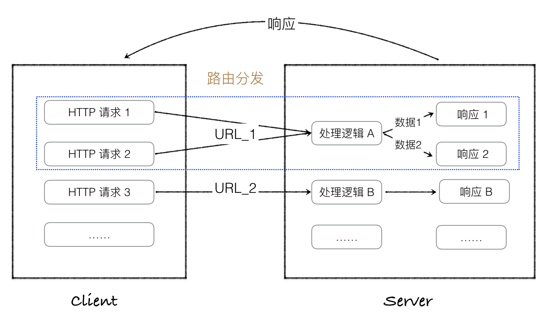 响应
路由分发
HTTP 请求 1
URL_1
处理逻辑 A
数据1
响应 1
HTTP 请求 2
数据2
响应 2
HTTP 请求 3
URL_2
处理逻辑 B
响应 B
......
......
......
Client
Server